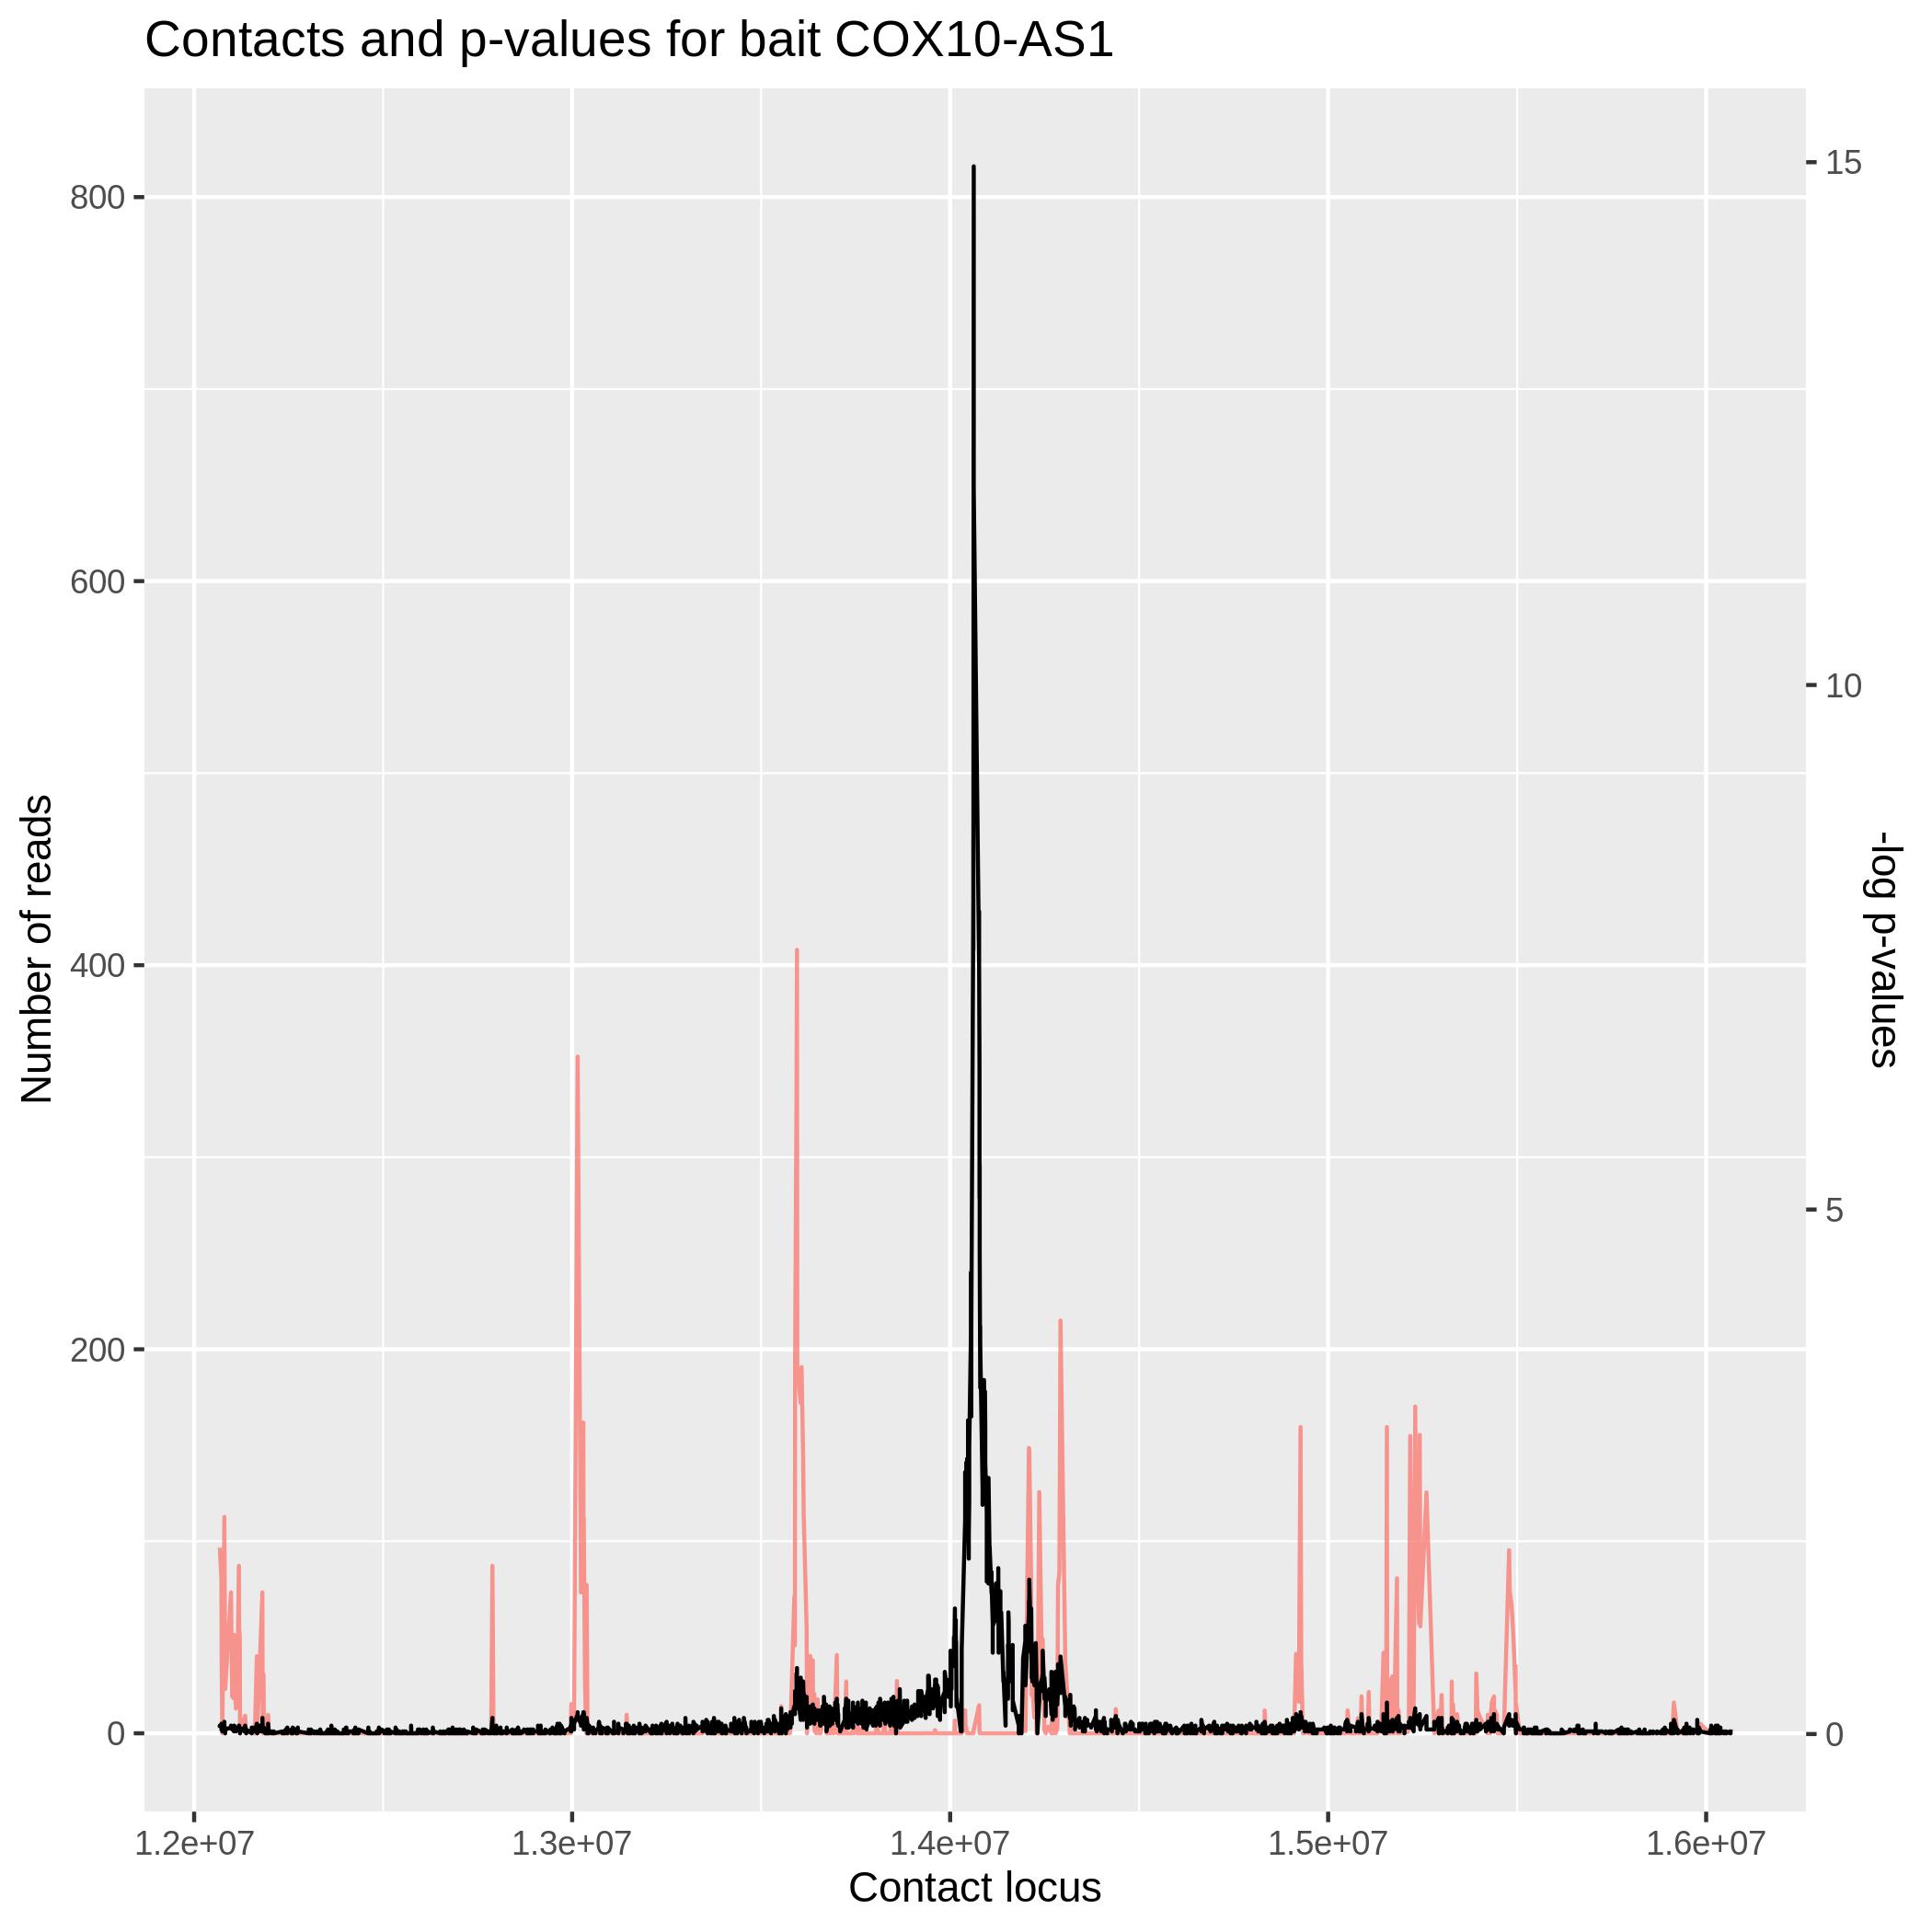 Contacts and p-values for bait COX10-AS1
Number of reads
800
600
400
200
0
15
10
5
0
-log p-values
1.2e+07
1.3e+07
1.4e+07
1.5e+07
1.6e+07
Contact locus